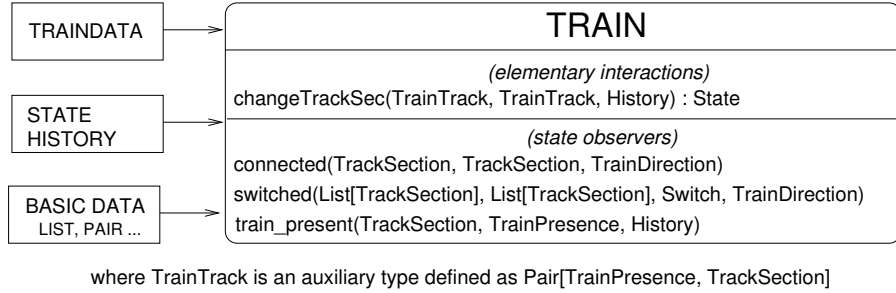 TRAINDATA
STATE
HISTORY
BASIC DATA
LIST, PAIR ...
TRAIN
(elementary interactions)
changeTrackSec(TrainTrack, TrainTrack, History) : State
(state observers)
connected(TrackSection, TrackSection, TrainDirection)
switched(List[TrackSection], List[TrackSection], Switch, TrainDirection)
train_present(TrackSection, TrainPresence, History)
where TrainTrack is an auxiliary type defined as Pair[TrainPresence, TrackSection]